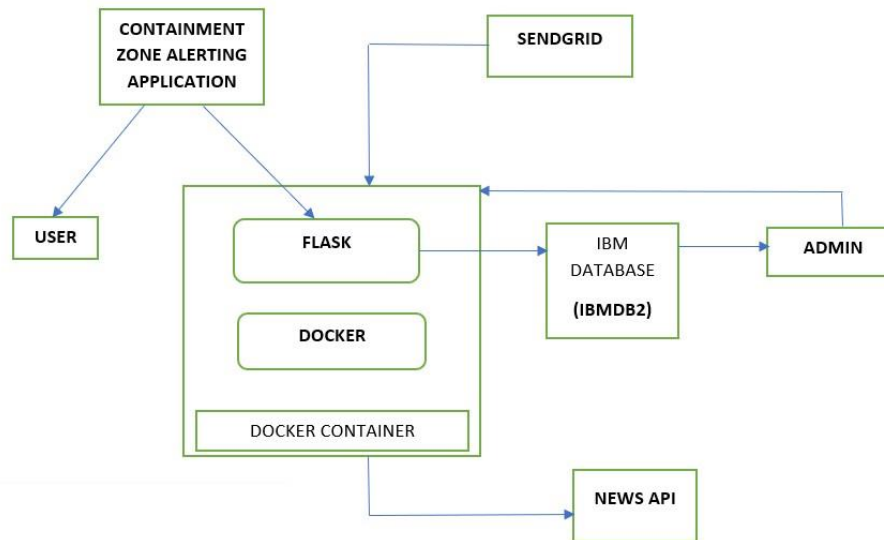 CONTAINMENT
ZONE ALERTING
APPLICATION
SENDGRID
USER
FLASK
IBM
DATABASE
(IBMDB2)
ADMIN
DOCKER
DOCKER CONTAINER
NEWS API